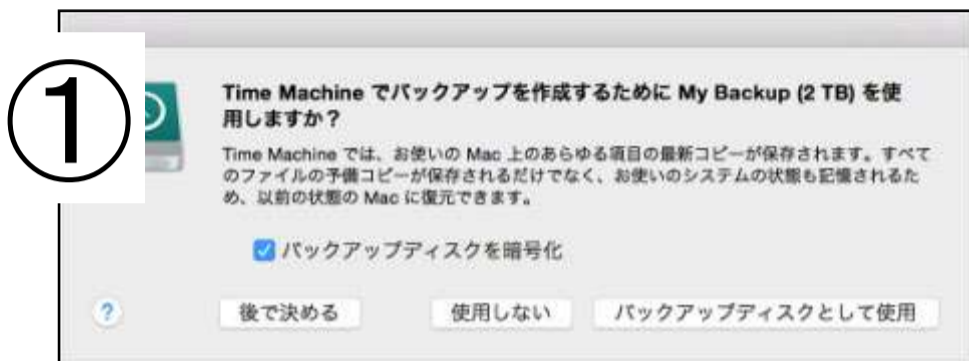 ①
Time Machine でバックアップを作成するために My Backup (2 TB) を使
用しますか？
Time Machine では、お使いの Mac 上のあらゆる項目の最新コピーが保存されます。すべて
のファイルの予備コピーが保存されるだけでなく、お使いのシステムの状態も記憶されるた
め、以前の状態の Mac に復元できます。
バックアップディスクを暗号化
? 後で決める 使用しない バックアップディスクとして使用